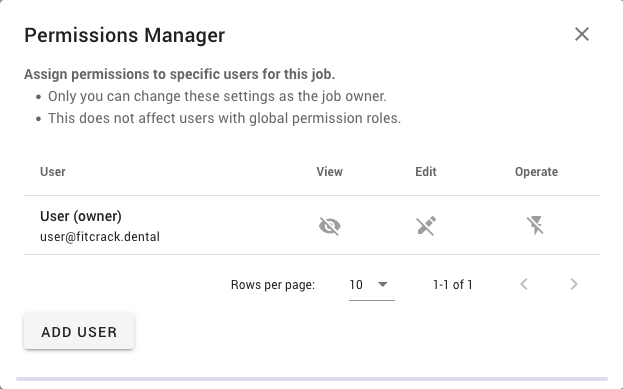 Permissions Manager
Assign permissions to specific users for this job.
• Only you can change these settings as the job owner.
• This does not affect users with global permission roles.
User View Edit Operate
User (owner)
user@fitcrack.dental
Rows per page: 10 1-1 of 1
ADD USER